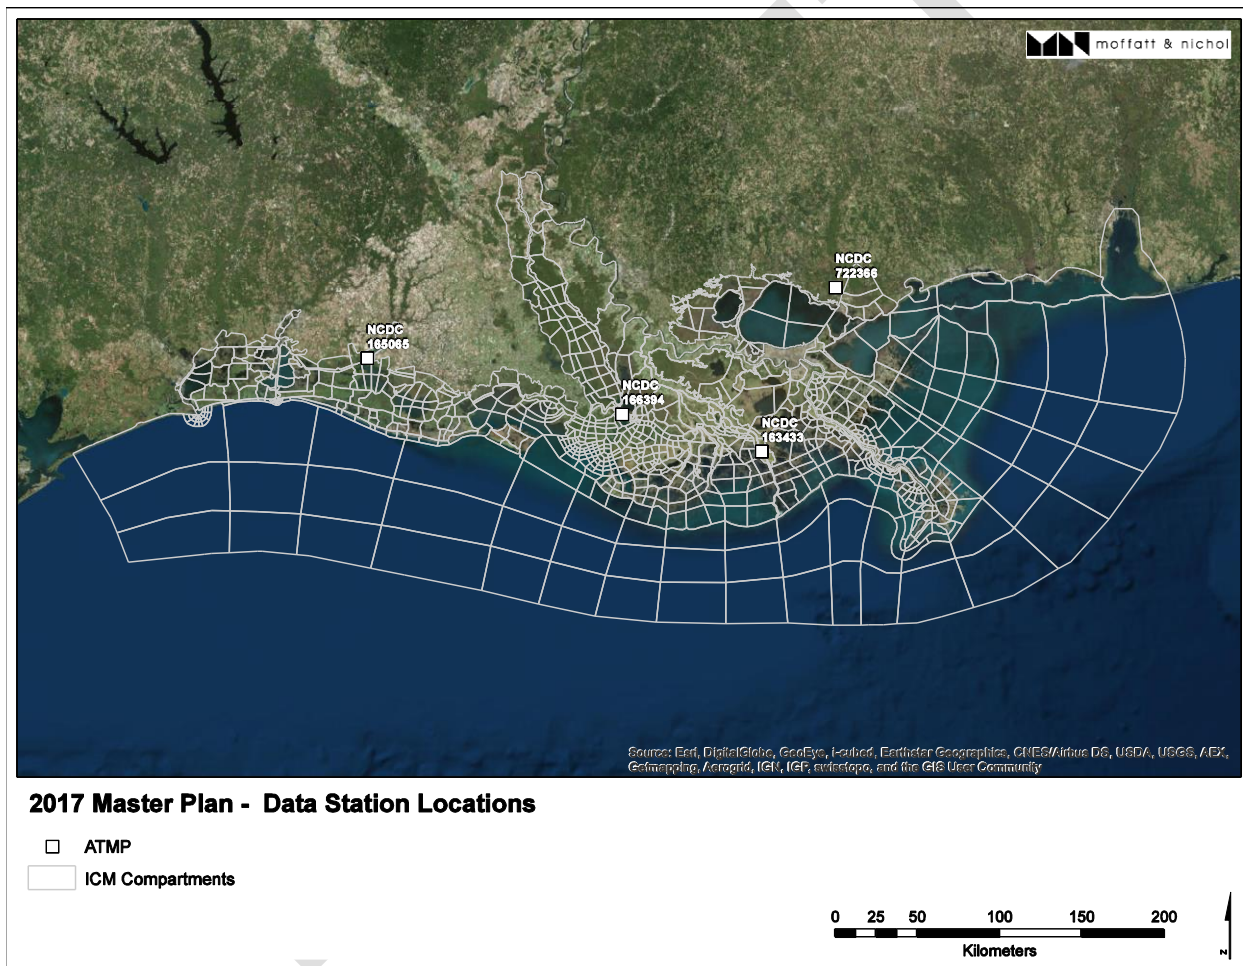 moffatt & nichol
NCDC
722366
NCDC
165065
NCDC
166394
NCDC
163433
Source: Esri, DigitalGlobe, GeoEye, i-cubed, Earthstar Geographics, CNES/Airbus DS, USDA, USGS, AEX,
Getmapping, Aerogrid, IGN, IGP, swisstopo, and the GIS User Community
2017 Master Plan -  Data Station Locations
ATMP
ICM Compartments
0 25 50 100 150 200
Kilometers
N